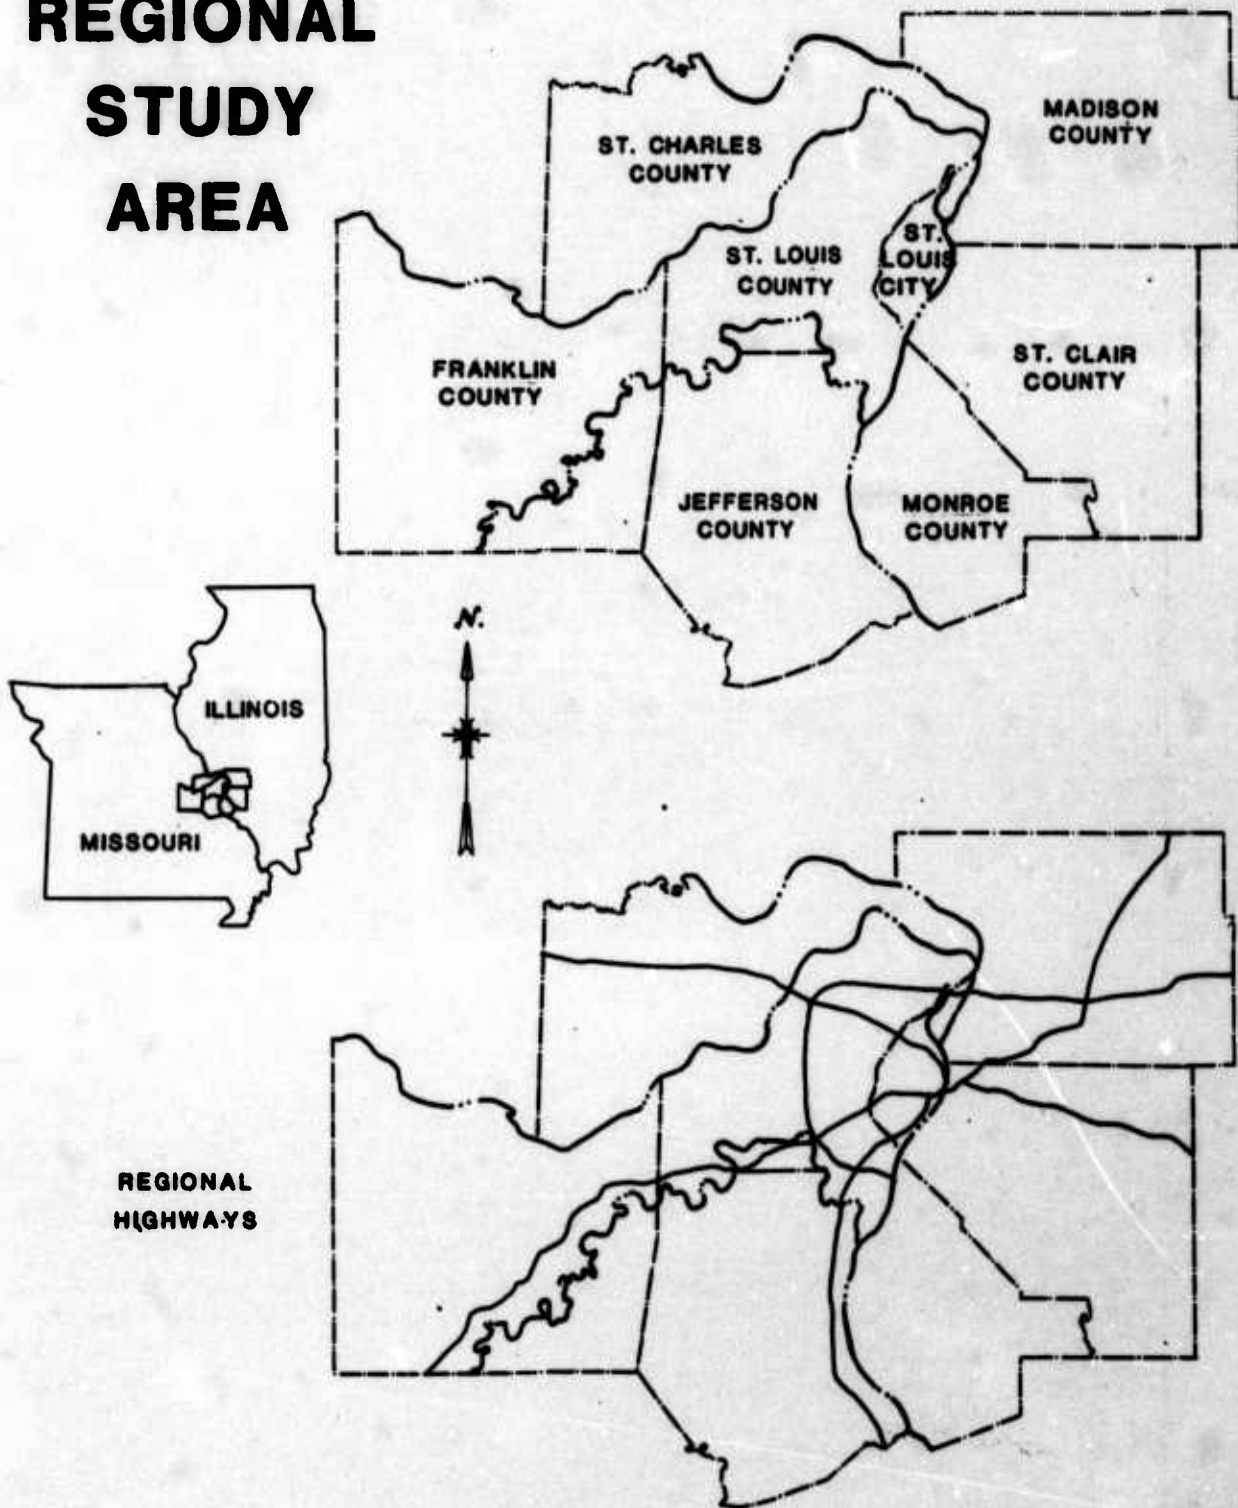 REGIONAL
STUDY
AREA
MADISON
COUNTY
ST. CHARLES
COUNTY
ST.
LOUIS
CITY
ST. LOUIS
COUNTY
ST. CLAIR
COUNTY
FRANKLIN
COUNTY
JEFFERSON
COUNTY
MONROE
COUNTY
N.
ILLINOIS
MISSOURI
REGIONAL
HIGHWAYS